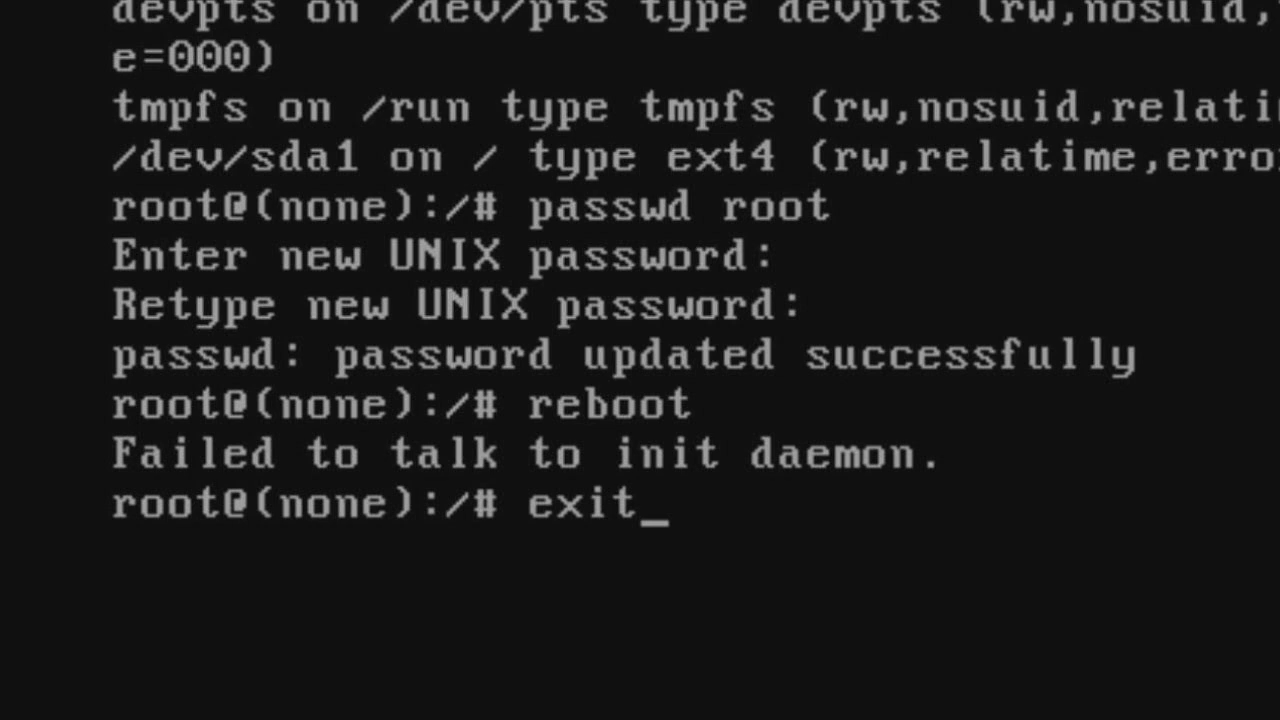 devpts on /dev/pts type devpts (rw,nosuid,
e=000)
tmpfs on /run type tmpfs (rw,nosuid,relati
/dev/sda1 on / type ext4 (rw,relatime,erro
root@(none):/# passwd root
Enter new UNIX password:
Retype new UNIX password:
passwd: password updated successfully
root@(none):/# reboot
Failed to talk to init daemon.
root@(none):/# exit_